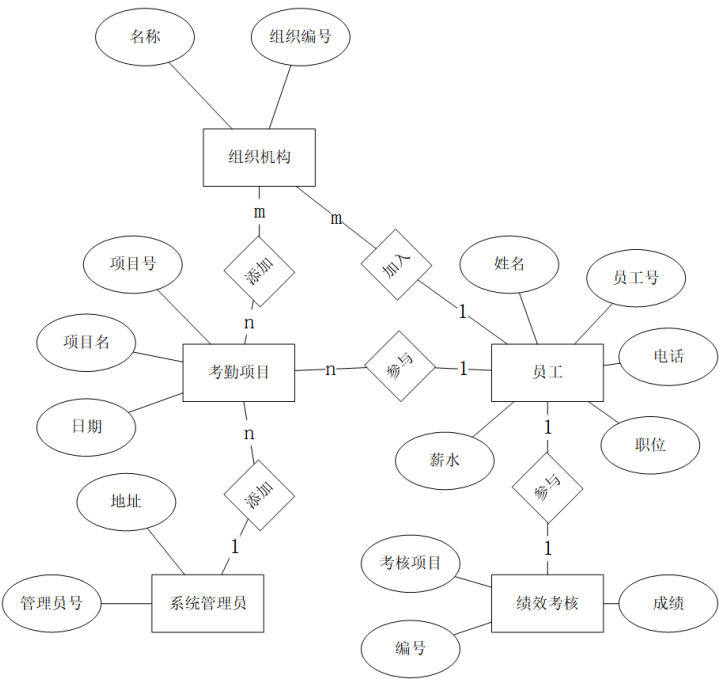 名称
组织编号
组织机构
m
m
添加
加入
项目号
姓名
员工号
n
1
项目名
考勤项目
n
参与
1
员工
电话
日期
n
1
薪水
职位
添加
参与
地址
1
1
考核项目
管理员号
系统管理员
绩效考核
成绩
编号